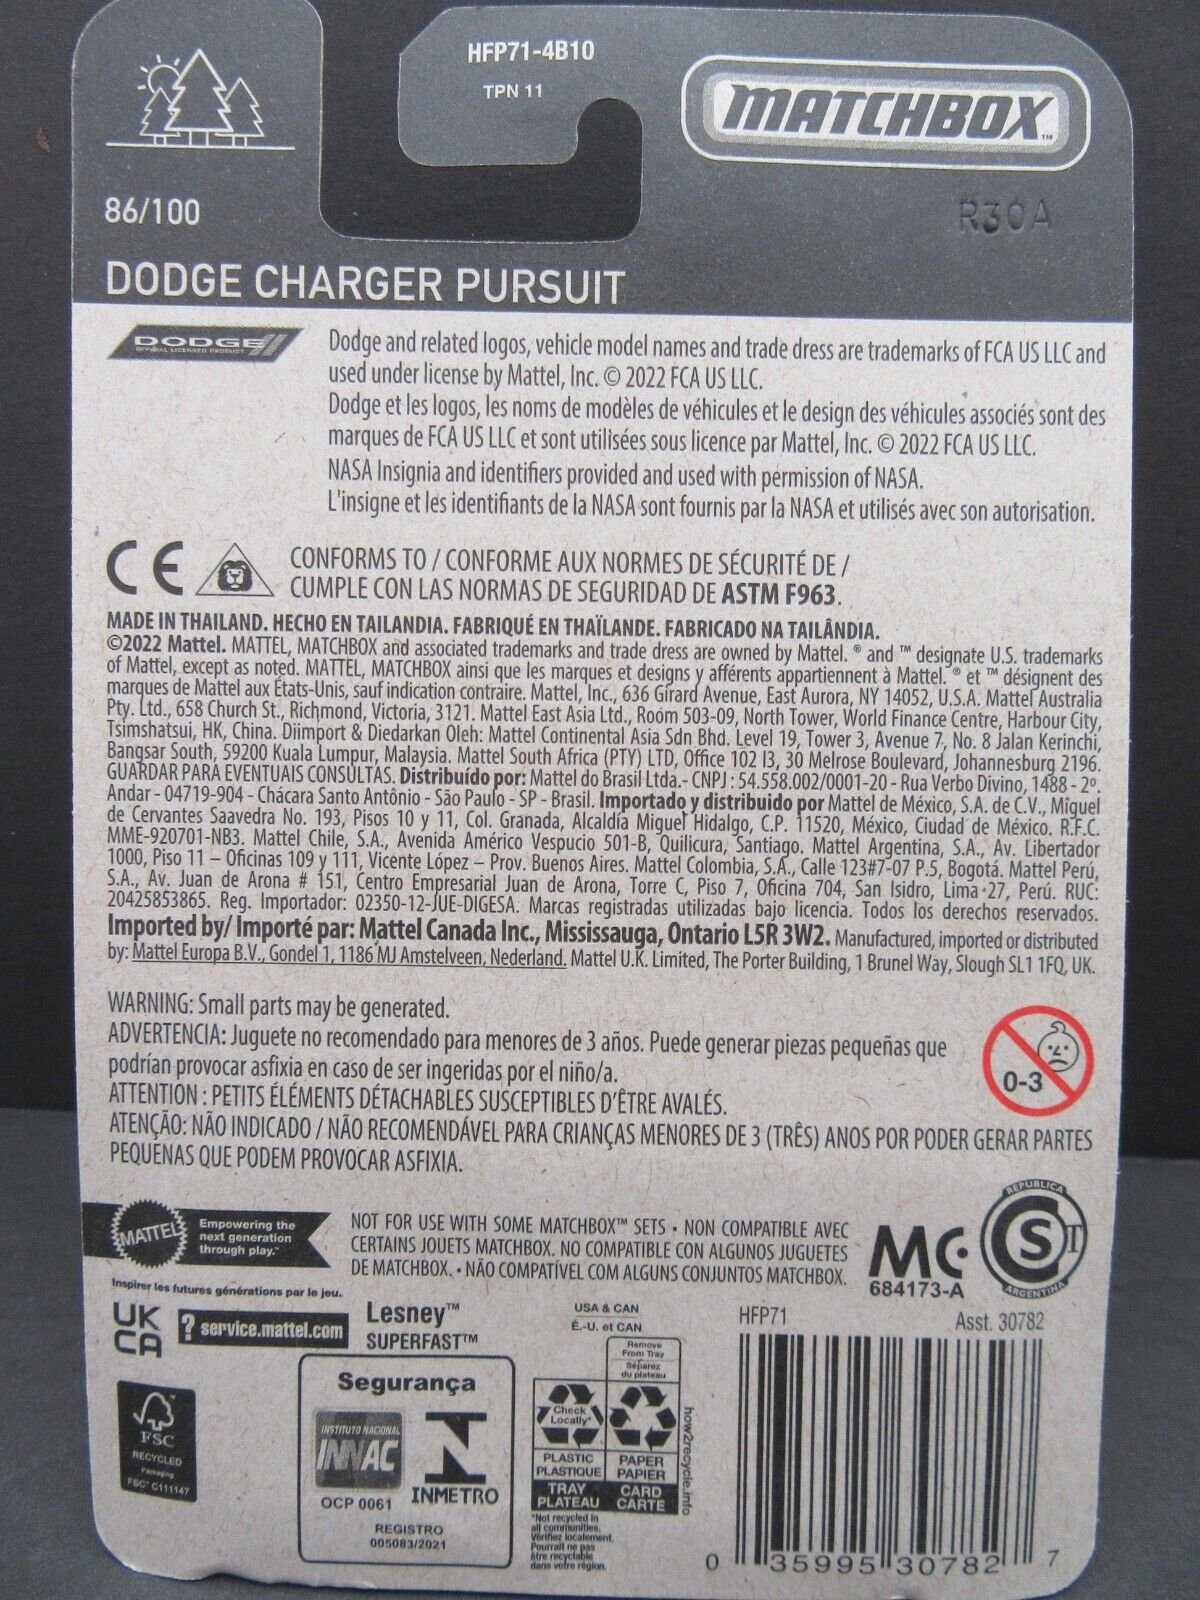 HFP71-4B10
TPN 11
MATCHBOX™
86/100
R30A
DODGE CHARGER PURSUIT
DODGE
OFFICIAL LICENSED PRODUCT
Dodge and related logos, vehicle model names and trade dress are trademarks of FCA US LLC and
used under license by Mattel, Inc. © 2022 FCA US LLC.
Dodge et les logos, les noms de modèles de véhicules et le design des véhicules associés sont des
marques de FCA US LLC et sont utilisées sous licence par Mattel, Inc. © 2022 FCA US LLC.
NASA Insignia and identifiers provided and used with permission of NASA.
L'insigne et les identifiants de la NASA sont fournis par la NASA et utilisés avec son autorisation.
CE
CONFORMS TO / CONFORME AUX NORMES DE SÉCURITÉ DE /
CUMPLE CON LAS NORMAS DE SEGURIDAD DE ASTM F963.
MADE IN THAILAND. HECHO EN TAILANDIA. FABRIQUÉ EN THAÏLANDE. FABRICADO NA TAILÂNDIA.
©2022 Mattel. MATTEL, MATCHBOX and associated trademarks and trade dress are owned by Mattel. ® and ™ designate U.S. trademarks
of Mattel, except as noted. MATTEL, MATCHBOX ainsi que les marques et designs y afférents appartiennent à Mattel. ® et ™ désignent des
marques de Mattel aux États-Unis, sauf indication contraire. Mattel, Inc., 636 Girard Avenue, East Aurora, NY 14052, U.S.A. Mattel Australia
Pty. Ltd., 658 Church St., Richmond, Victoria, 3121. Mattel East Asia Ltd., Room 503-09, North Tower, World Finance Centre, Harbour City,
Tsimshatsui, HK, China. Diimport & Diedarkan Oleh: Mattel Continental Asia Sdn Bhd. Level 19, Tower 3, Avenue 7, No. 8 Jalan Kerinchi,
Bangsar South, 59200 Kuala Lumpur, Malaysia. Mattel South Africa (PTY) LTD, Office 102 I3, 30 Melrose Boulevard, Johannesburg 2196.
GUARDAR PARA EVENTUAIS CONSULTAS. Distribuído por: Mattel do Brasil Ltda.- CNPJ : 54.558.002/0001-20 - Rua Verbo Divino, 1488 - 2º.
Andar - 04719-904 - Chácara Santo Antônio - São Paulo - SP - Brasil. Importado y distribuido por Mattel de México, S.A. de C.V., Miguel
de Cervantes Saavedra No. 193, Pisos 10 y 11, Col. Granada, Alcaldía Miguel Hidalgo, C.P. 11520, México, Ciudad de México. R.F.C.
MME-920701-NB3. Mattel Chile, S.A., Avenida Américo Vespucio 501-B, Quilicura, Santiago. Mattel Argentina, S.A., Av. Libertador
1000, Piso 11 – Oficinas 109 y 111, Vicente López – Prov. Buenos Aires. Mattel Colombia, S.A., Calle 123#7-07 P.5, Bogotá. Mattel Perú,
S.A., Av. Juan de Arona # 151, Centro Empresarial Juan de Arona, Torre C, Piso 7, Oficina 704, San Isidro, Lima 27, Perú. RUC:
20425853865. Reg. Importador: 02350-12-JUE-DIGESA. Marcas registradas utilizadas bajo licencia. Todos los derechos reservados.
Imported by/ Importé par: Mattel Canada Inc., Mississauga, Ontario L5R 3W2. Manufactured, imported or distributed
by: Mattel Europa B.V., Gondel 1, 1186 MJ Amstelveen, Nederland. Mattel U.K. Limited, The Porter Building, 1 Brunel Way, Slough SL1 1FQ, UK.
WARNING: Small parts may be generated.
ADVERTENCIA: Juguete no recomendado para menores de 3 años. Puede generar piezas pequeñas que
podrían provocar asfixia en caso de ser ingeridas por el niño/a.
ATTENTION : PETITS ÉLÉMENTS DÉTACHABLES SUSCEPTIBLES D'ÊTRE AVALÉS.
ATENÇÃO: NÃO INDICADO / NÃO RECOMENDÁVEL PARA CRIANÇAS MENORES DE 3 (TRÊS) ANOS POR PODER GERAR PARTES
PEQUENAS QUE PODEM PROVOCAR ASFIXIA.
0-3
MATTEL
Empowering the
next generation
through play.™
Inspirer les futures générations par le jeu.
NOT FOR USE WITH SOME MATCHBOX™ SETS • NON COMPATIBLE AVEC
CERTAINS JOUETS MATCHBOX. NO COMPATIBLE CON ALGUNOS JUGUETES
DE MATCHBOX. • NÃO COMPATÍVEL COM ALGUNS CONJUNTOS MATCHBOX.
MC
684173-A
REPUBLICA
S T
ARGENTINA
UK
CA
? service.mattel.com
Lesney™
SUPERFAST™
FSC
RECYCLED
Packaging
FSC® C111147
Segurança
INSTITUTO NACIONAL
INNAC
OCP 0061
INMETRO
REGISTRO
005083/2021
USA & CAN
É.-U. et CAN
Remove
From Tray
Séparez
du plateau
Check
Locally*
PLASTIC
PLASTIQUE
TRAY
PLATEAU
PAPER
PAPIER
CARD
CARTE
how2recycle.info
*Not recycled in
all communities.
Vérifiez localement.
Pourrait ne pas
être recyclable
dans votre région.
HFP71
Asst. 30782
0 35995 30782 7